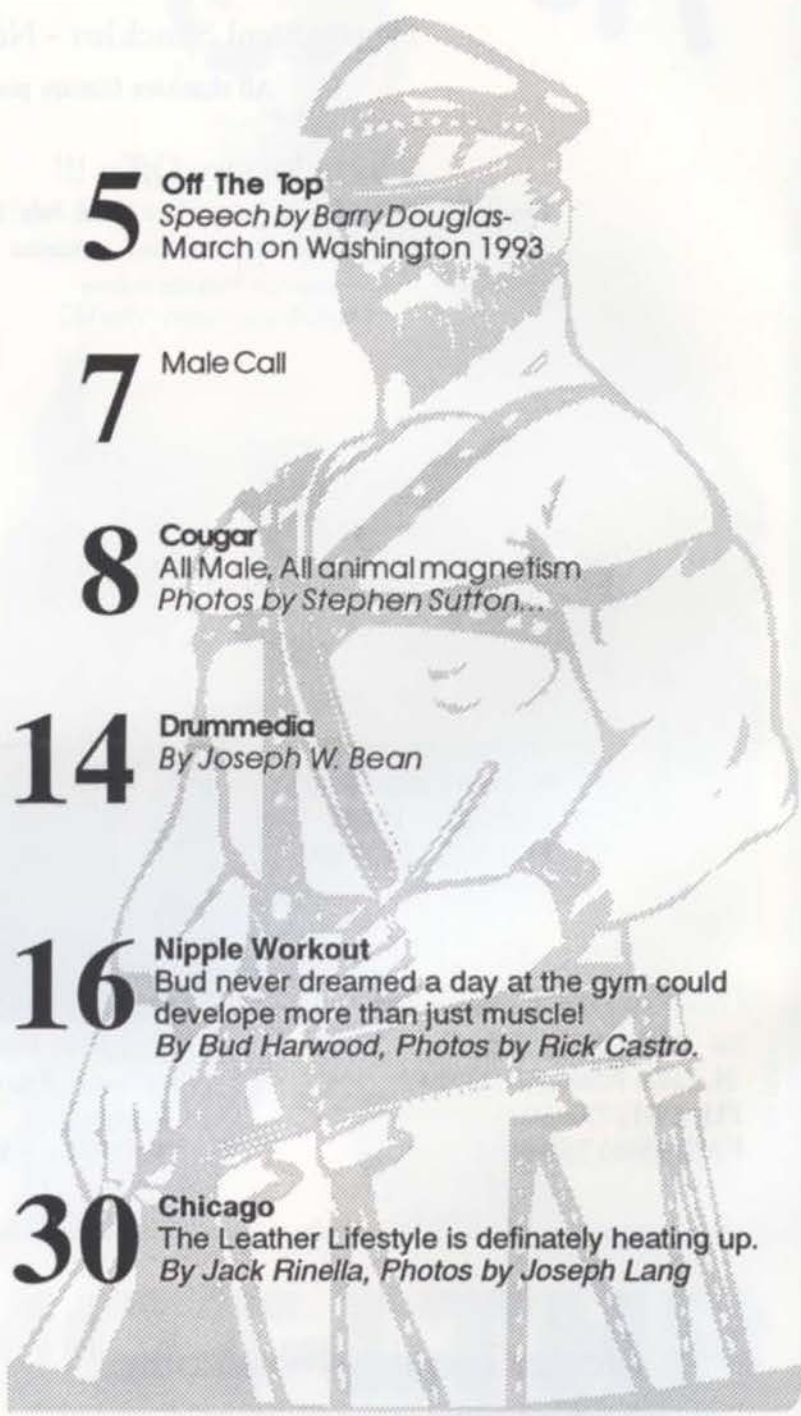 5 Off The Top
Speech by Barry Douglas-
March on Washington 1993
7 Male Call
8 Cougar
All Male, All animal magnetism
Photos by Stephen Sutton...
14 Drummedia
By Joseph W. Bean
16 Nipple Workout
Bud never dreamed a day at the gym could
develope more than just muscle!
By Bud Harwood, Photos by Rick Castro.
30 Chicago
The Leather Lifestyle is definately heating up.
By Jack Rinella, Photos by Joseph Lang